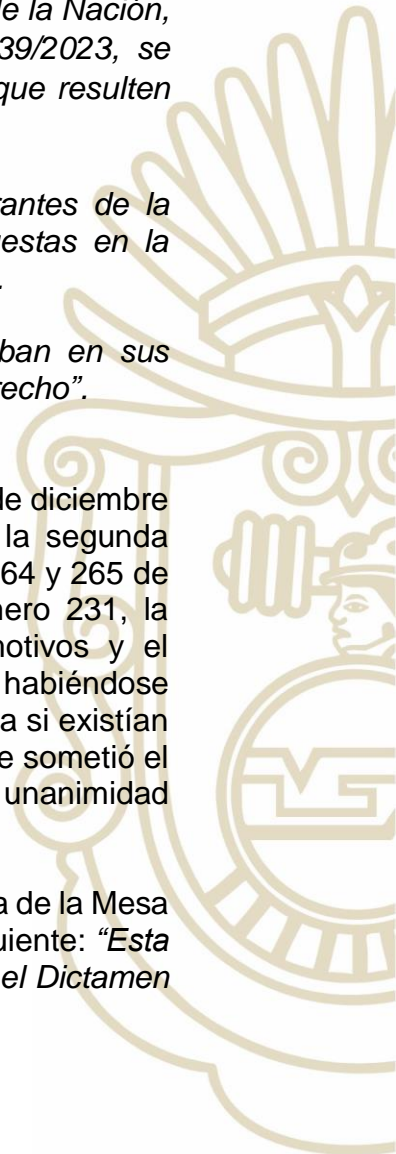 de la Nación,
39/2023, se
que resulten
rantes de la
uestas en la
.
ban en sus
recho”.
de diciembre
la segunda
64 y 265 de
nero 231, la
notivos y el
habiéndose
a si existían
e sometió el
unanimidad
a de la Mesa
uiente: “Esta
el Dictamen